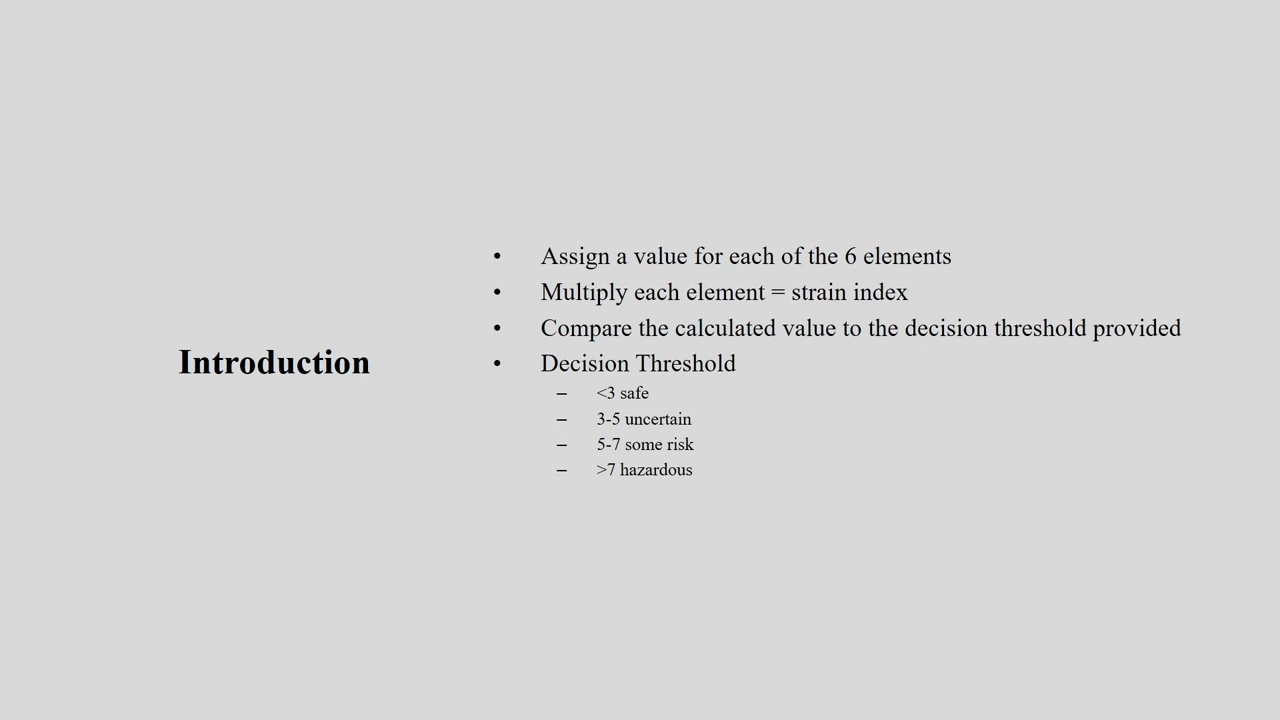 Introduction
• Assign a value for each of the 6 elements
• Multiply each element = strain index
• Compare the calculated value to the decision threshold provided
• Decision Threshold
– <3 safe
– 3-5 uncertain
– 5-7 some risk
– >7 hazardous